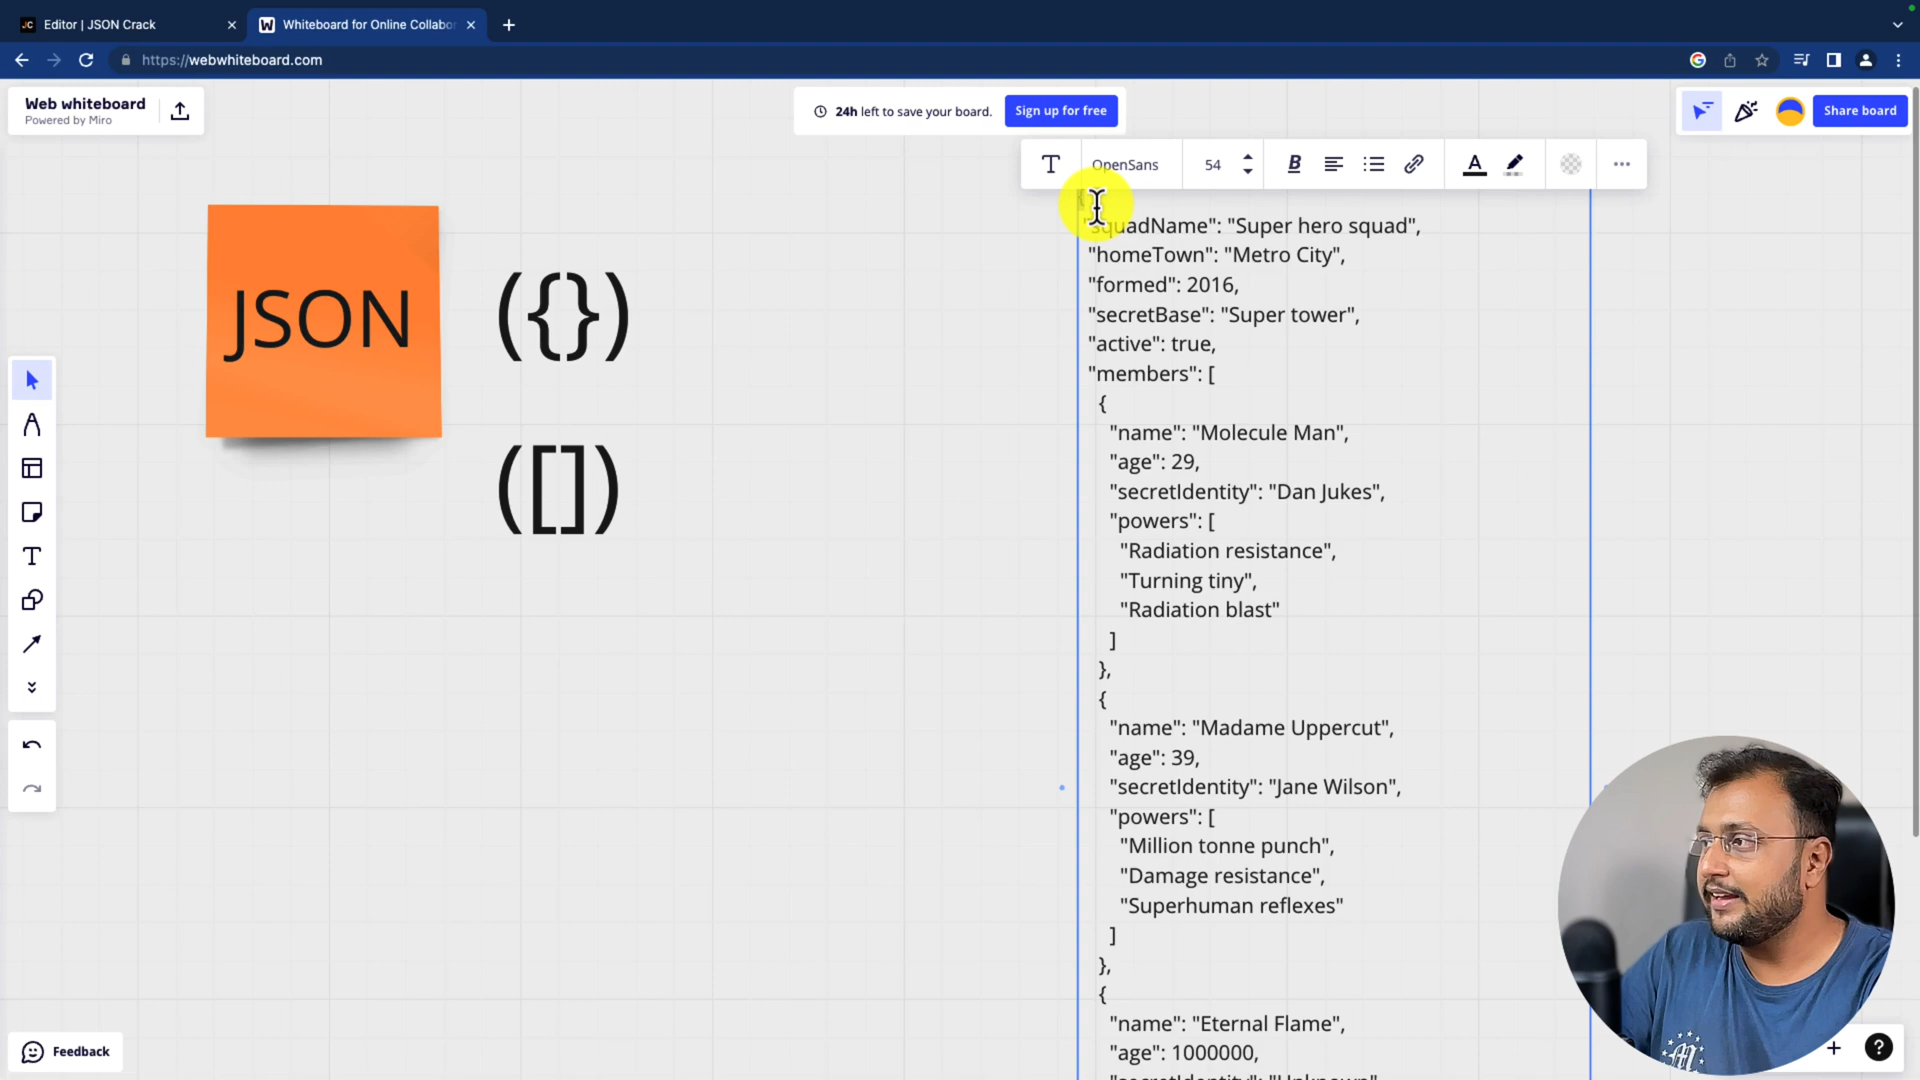 Editor | JSON Crack
Whiteboard for Online Collabor
https://webwhiteboard.com
Web whiteboard
Powered by Miro
24h left to save your board.
Sign up for free
Share board
OpenSans
54
B
A
JSON
({})
([])
{
"squadName": "Super hero squad",
"homeTown": "Metro City",
"formed": 2016,
"secretBase": "Super tower",
"active": true,
"members": [
{
"name": "Molecule Man",
"age": 29,
"secretIdentity": "Dan Jukes",
"powers": [
"Radiation resistance",
"Turning tiny",
"Radiation blast"
]
},
{
"name": "Madame Uppercut",
"age": 39,
"secretIdentity": "Jane Wilson",
"powers": [
"Million tonne punch",
"Damage resistance",
"Superhuman reflexes"
]
},
{
"name": "Eternal Flame",
"age": 1000000,
"secretIdentity": "Unknown"
Feedback